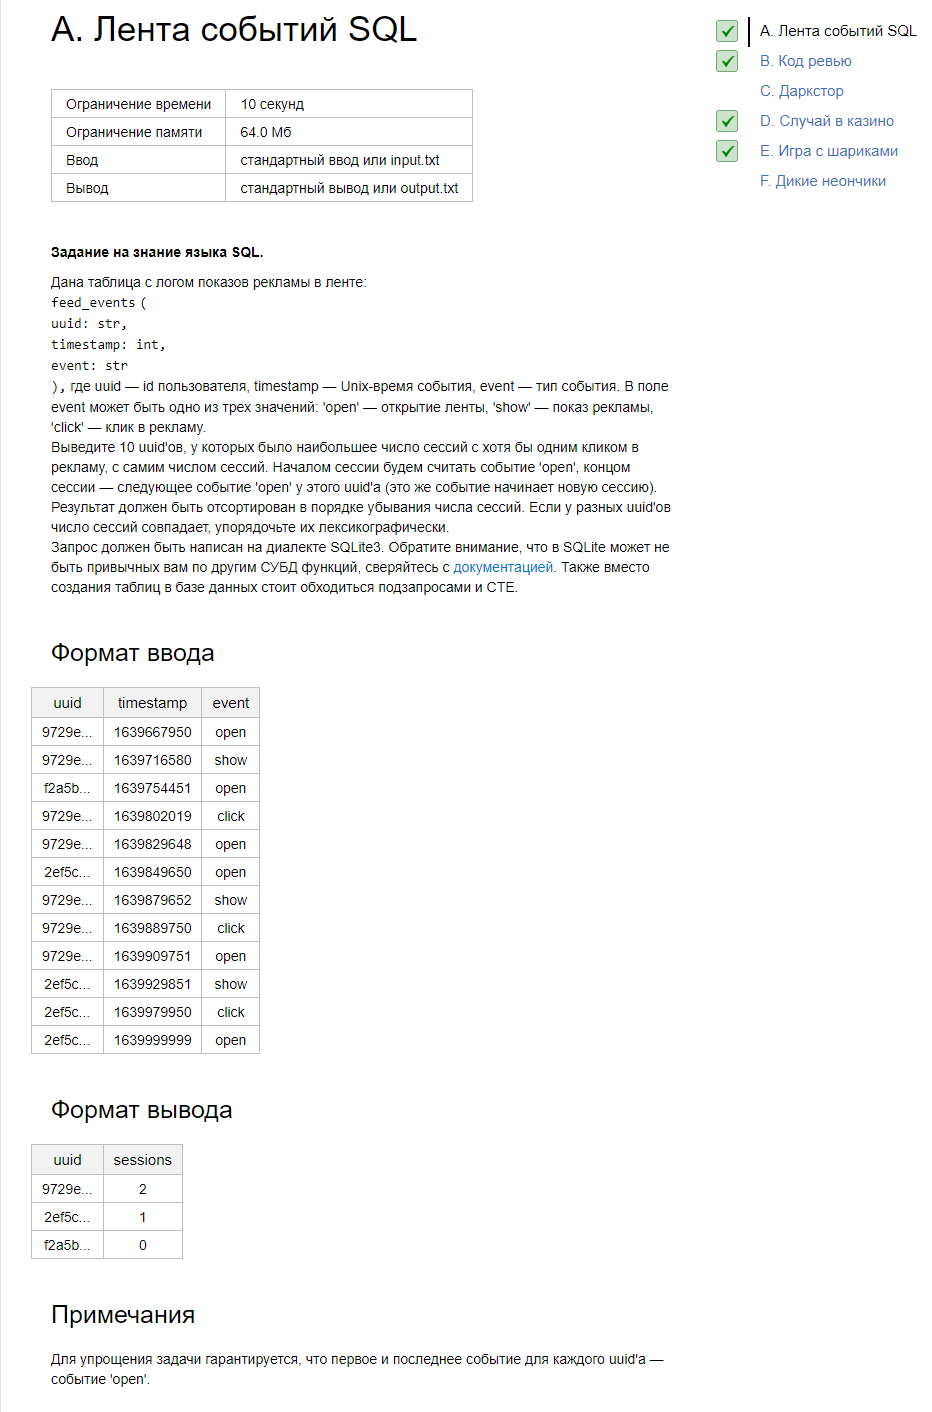 А. Лента событий SQL
Ограничение времени 10 секунд
Ограничение памяти 64.0 Мб
Ввод стандартный ввод или input.txt
Вывод стандартный вывод или output.txt
Задание на знание языка SQL.
Дана таблица с логом показов рекламы в ленте:
feed_events (
uuid: str,
timestamp: int,
event: str
), где uuid — id пользователя, timestamp — Unix-время события, event — тип события. В поле
event может быть одно из трех значений: 'open' — открытие ленты, 'show' — показ рекламы,
'click' — клик в рекламу.
Выведите 10 uuid'ов, у которых было наибольшее число сессий с хотя бы одним кликом в
рекламу, с самим числом сессий. Началом сессии будем считать событие 'open', концом
сессии — следующее событие 'open' у этого uuid'а (это же событие начинает новую сессию).
Результат должен быть отсортирован в порядке убывания числа сессий. Если у разных uuid'ов
число сессий совпадает, упорядочьте их лексикографически.
Запрос должен быть написан на диалекте SQLite3. Обратите внимание, что в SQLite может не
быть привычных вам по другим СУБД функций, сверяйтесь с документацией. Также вместо
создания таблиц в базе данных стоит обходиться подзапросами и CTE.
Формат ввода
uuid timestamp event
9729e... 1639667950 open
9729e... 1639716580 show
f2a5b... 1639754451 open
9729e... 1639802019 click
9729e... 1639829648 open
2ef5c... 1639849650 open
9729e... 1639879652 show
9729e... 1639889750 click
9729e... 1639909751 open
2ef5c... 1639929851 show
2ef5c... 1639979950 click
2ef5c... 1639999999 open
Формат вывода
uuid sessions
9729e... 2
2ef5c... 1
f2a5b... 0
Примечания
Для упрощения задачи гарантируется, что первое и последнее событие для каждого uuid'а —
событие 'open'.
A. Лента событий SQL
B. Код ревью
C. Даркстор
D. Случай в казино
E. Игра с шариками
F. Дикие неончики